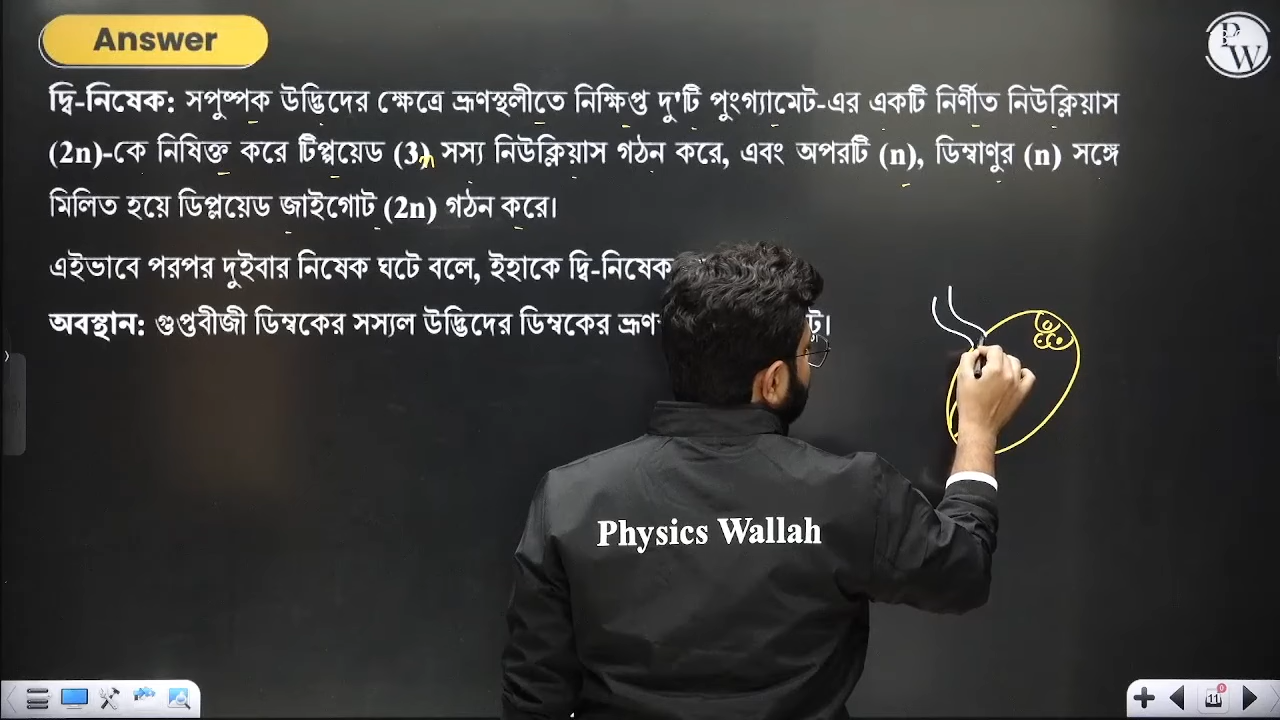 Answer
PW
দ্বি-নিষেক: সপুষ্পক উদ্ভিদের ক্ষেত্রে ভ্রূণস্থলীতে নিক্ষিপ্ত দু'টি পুংগ্যামেট-এর একটি নির্ণীত নিউক্লিয়াস
(2n)-কে নিষিক্ত করে টিপ্লয়েড (3n) সস্য নিউক্লিয়াস গঠন করে, এবং অপরটি (n), ডিম্বাণুর (n) সঙ্গে
মিলিত হয়ে ডিপ্লয়েড জাইগোট (2n) গঠন করে।
এইভাবে পরপর দুইবার নিষেক ঘটে বলে, ইহাকে দ্বি-নিষেক
অবস্থান: গুপ্তবীজী ডিম্বকের সস্যল উদ্ভিদের ডিম্বকের
Physics Wallah
11